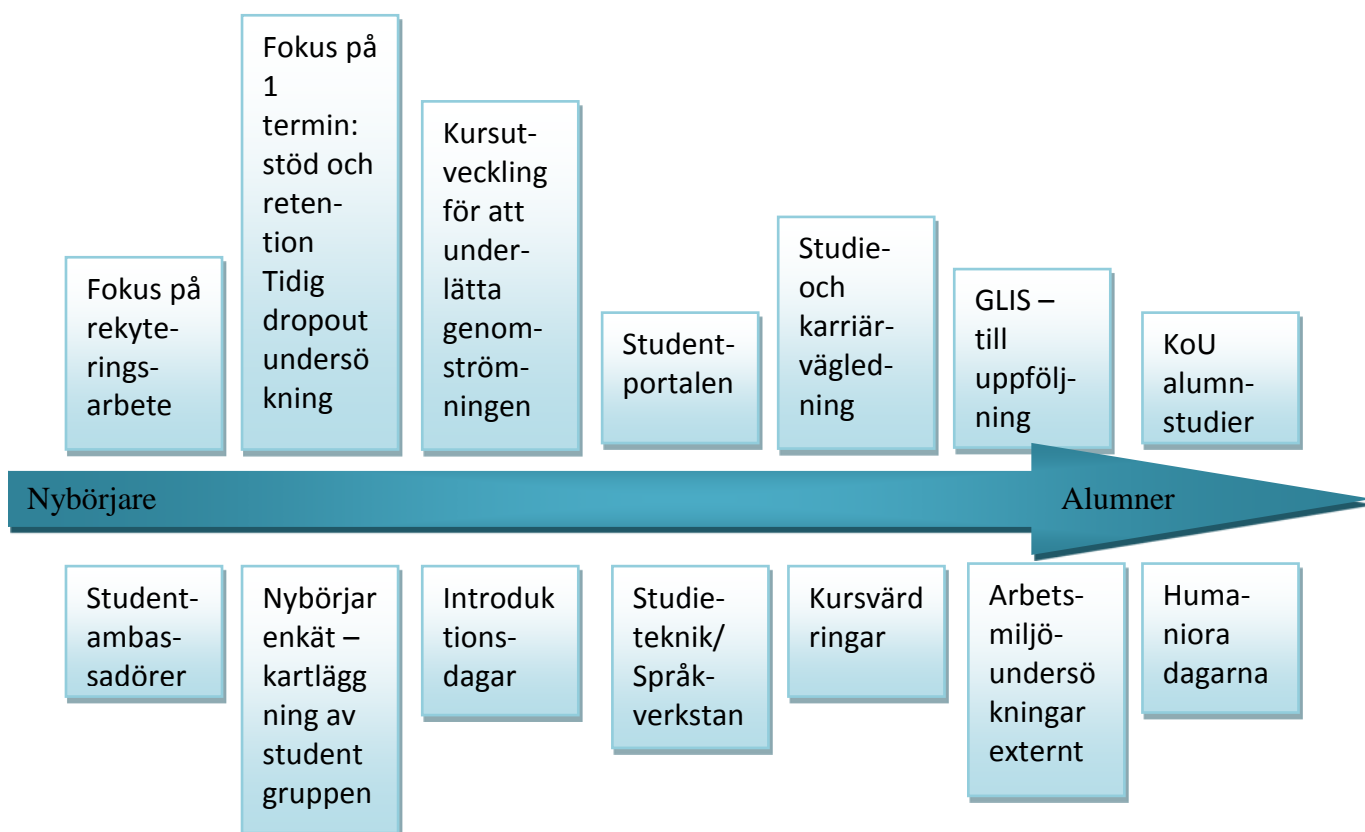 Fokus på
rekyte-
rings-
arbete
Fokus på
1
termin:
stöd och
reten-
tion
Tidig
dropout
undersö
kning
Kursut-
veckling
för att
under-
lätta
genom-
ström-
ningen
Student-
portalen
Studie-
och
karriär-
vägled-
ning
GLIS –
till
uppfölj-
ning
KoU
alumn-
studier
Nybörjare
Alumner
Student-
ambas-
sadörer
Nybörjar
enkät –
kartlägg
ning av
student
gruppen
Introduk
tions-
dagar
Studie-
teknik/
Språk-
verkstan
Kursvärd
ringar
Arbets-
miljö-
undersö
kningar
externt
Huma-
niora
dagarna